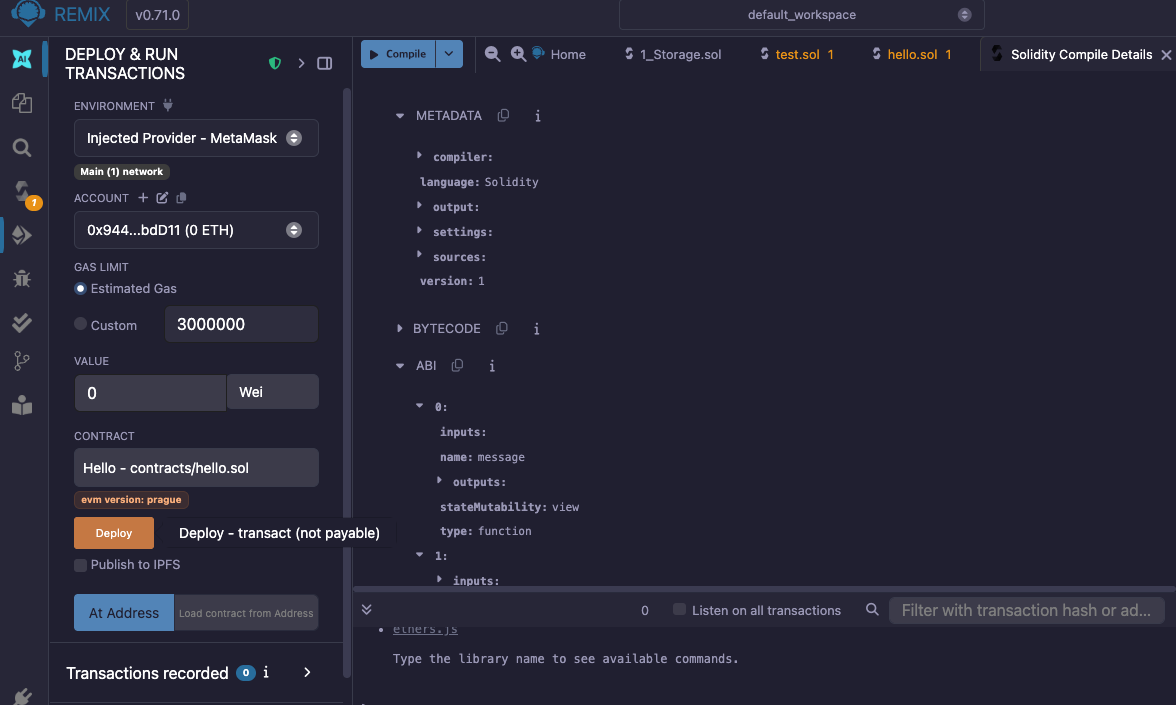 REMIX
v0.71.0
default_workspace
AI
1
DEPLOY & RUN
TRANSACTIONS
ENVIRONMENT
Injected Provider - MetaMask
Main (1) network
ACCOUNT
0x944...bdD11 (0 ETH)
GAS LIMIT
Estimated Gas
Custom
3000000
VALUE
0
Wei
CONTRACT
Hello - contracts/hello.sol
evm version: prague
Deploy
Deploy - transact (not payable)
Publish to IPFS
At Address
Load contract from Address
Transactions recorded 0 i
Compile
Home
1_Storage.sol
test.sol 1
hello.sol 1
Solidity Compile Details
METADATA i
compiler:
language: Solidity
output:
settings:
sources:
version: 1
BYTECODE i
ABI i
0:
inputs:
name: message
outputs:
stateMutability: view
type: function
1:
inputs:
0
Listen on all transactions
Filter with transaction hash or ad...
• ethers.js
Type the library name to see available commands.